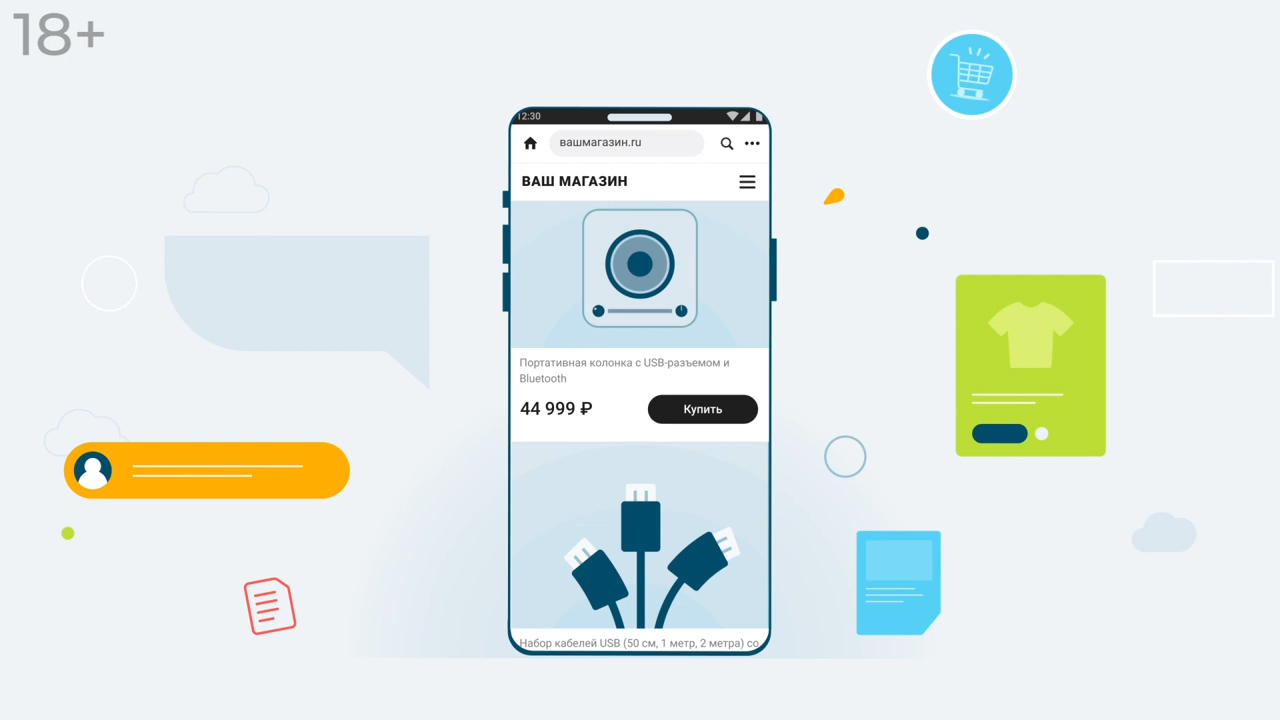 18+
12:30
вашмагазин.ru
ВАШ МАГАЗИН
Портативная колонка с USB-разъемом и
Bluetooth
44 999 ₽
Купить
Набор кабелей USB (50 см, 1 метр, 2 метра) со